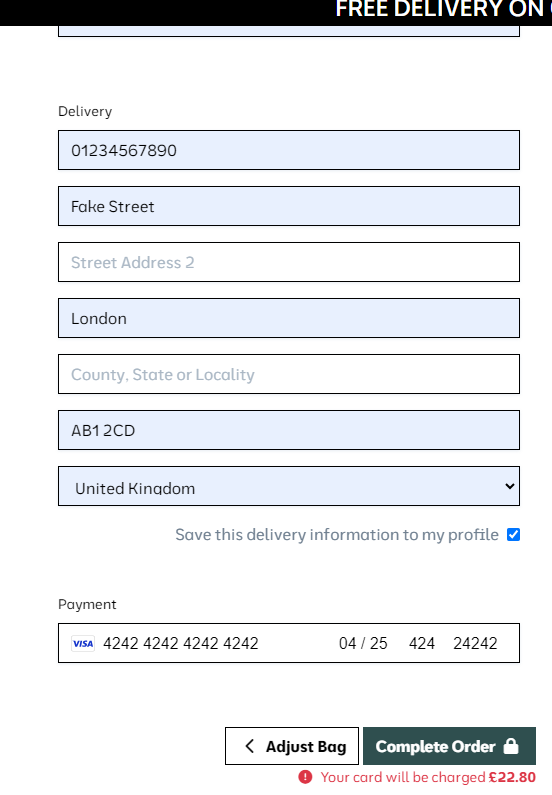 FREE DELIVERY ON
Delivery
01234567890
Fake Street
Street Address 2
London
County, State or Locality
AB1 2CD
United Kingdom
Save this delivery information to my profile
Payment
VISA 4242 4242 4242 4242 04 / 25 424 24242
Adjust Bag Complete Order
Your card will be charged £22.80